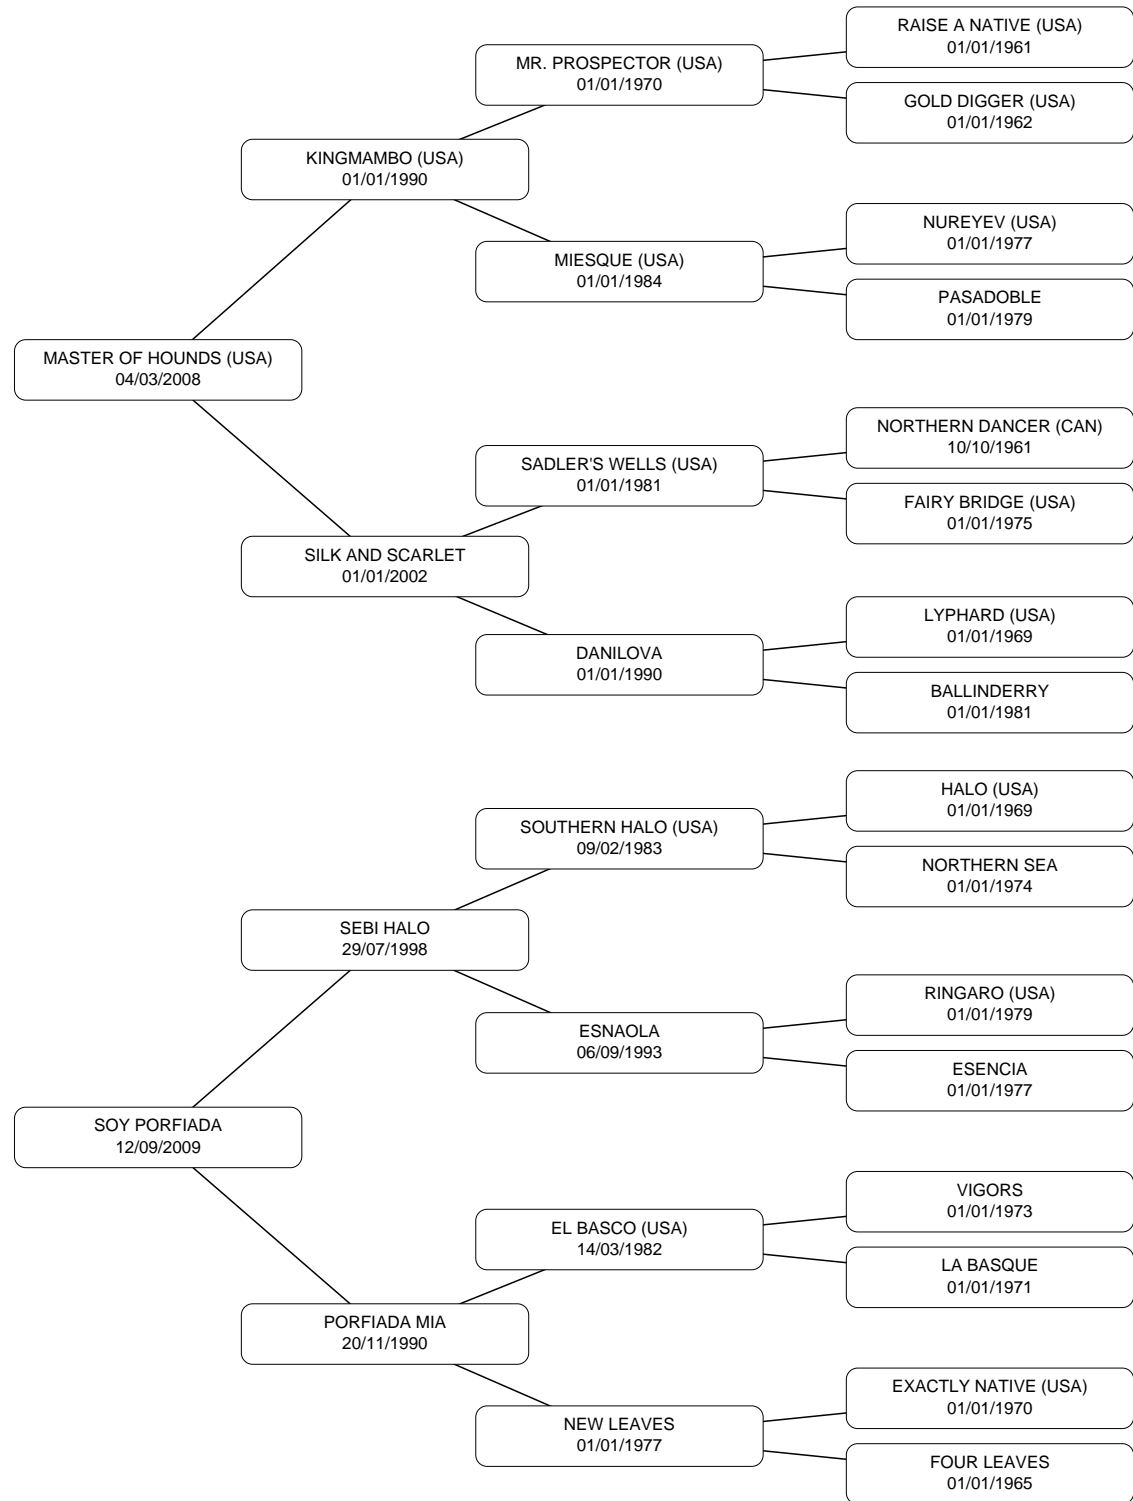 RAISE A NATIVE (USA)
01/01/1961
MR. PROSPECTOR (USA)
01/01/1970
GOLD DIGGER (USA)
01/01/1962
KINGMAMBO (USA)
01/01/1990
NUREYEV (USA)
01/01/1977
MIESQUE (USA)
01/01/1984
PASADOBLE
01/01/1979
MASTER OF HOUNDS (USA)
04/03/2008
NORTHERN DANCER (CAN)
10/10/1961
SADLER'S WELLS (USA)
01/01/1981
FAIRY BRIDGE (USA)
01/01/1975
SILK AND SCARLET
01/01/2002
LYPHARD (USA)
01/01/1969
DANILOVA
01/01/1990
BALLINDERRY
01/01/1981
HALO (USA)
01/01/1969
SOUTHERN HALO (USA)
09/02/1983
NORTHERN SEA
01/01/1974
SEBI HALO
29/07/1998
RINGARO (USA)
01/01/1979
ESNAOLA
06/09/1993
ESENCIA
01/01/1977
SOY PORFIADA
12/09/2009
VIGORS
01/01/1973
EL BASCO (USA)
14/03/1982
LA BASQUE
01/01/1971
PORFIADA MIA
20/11/1990
EXACTLY NATIVE (USA)
01/01/1970
NEW LEAVES
01/01/1977
FOUR LEAVES
01/01/1965